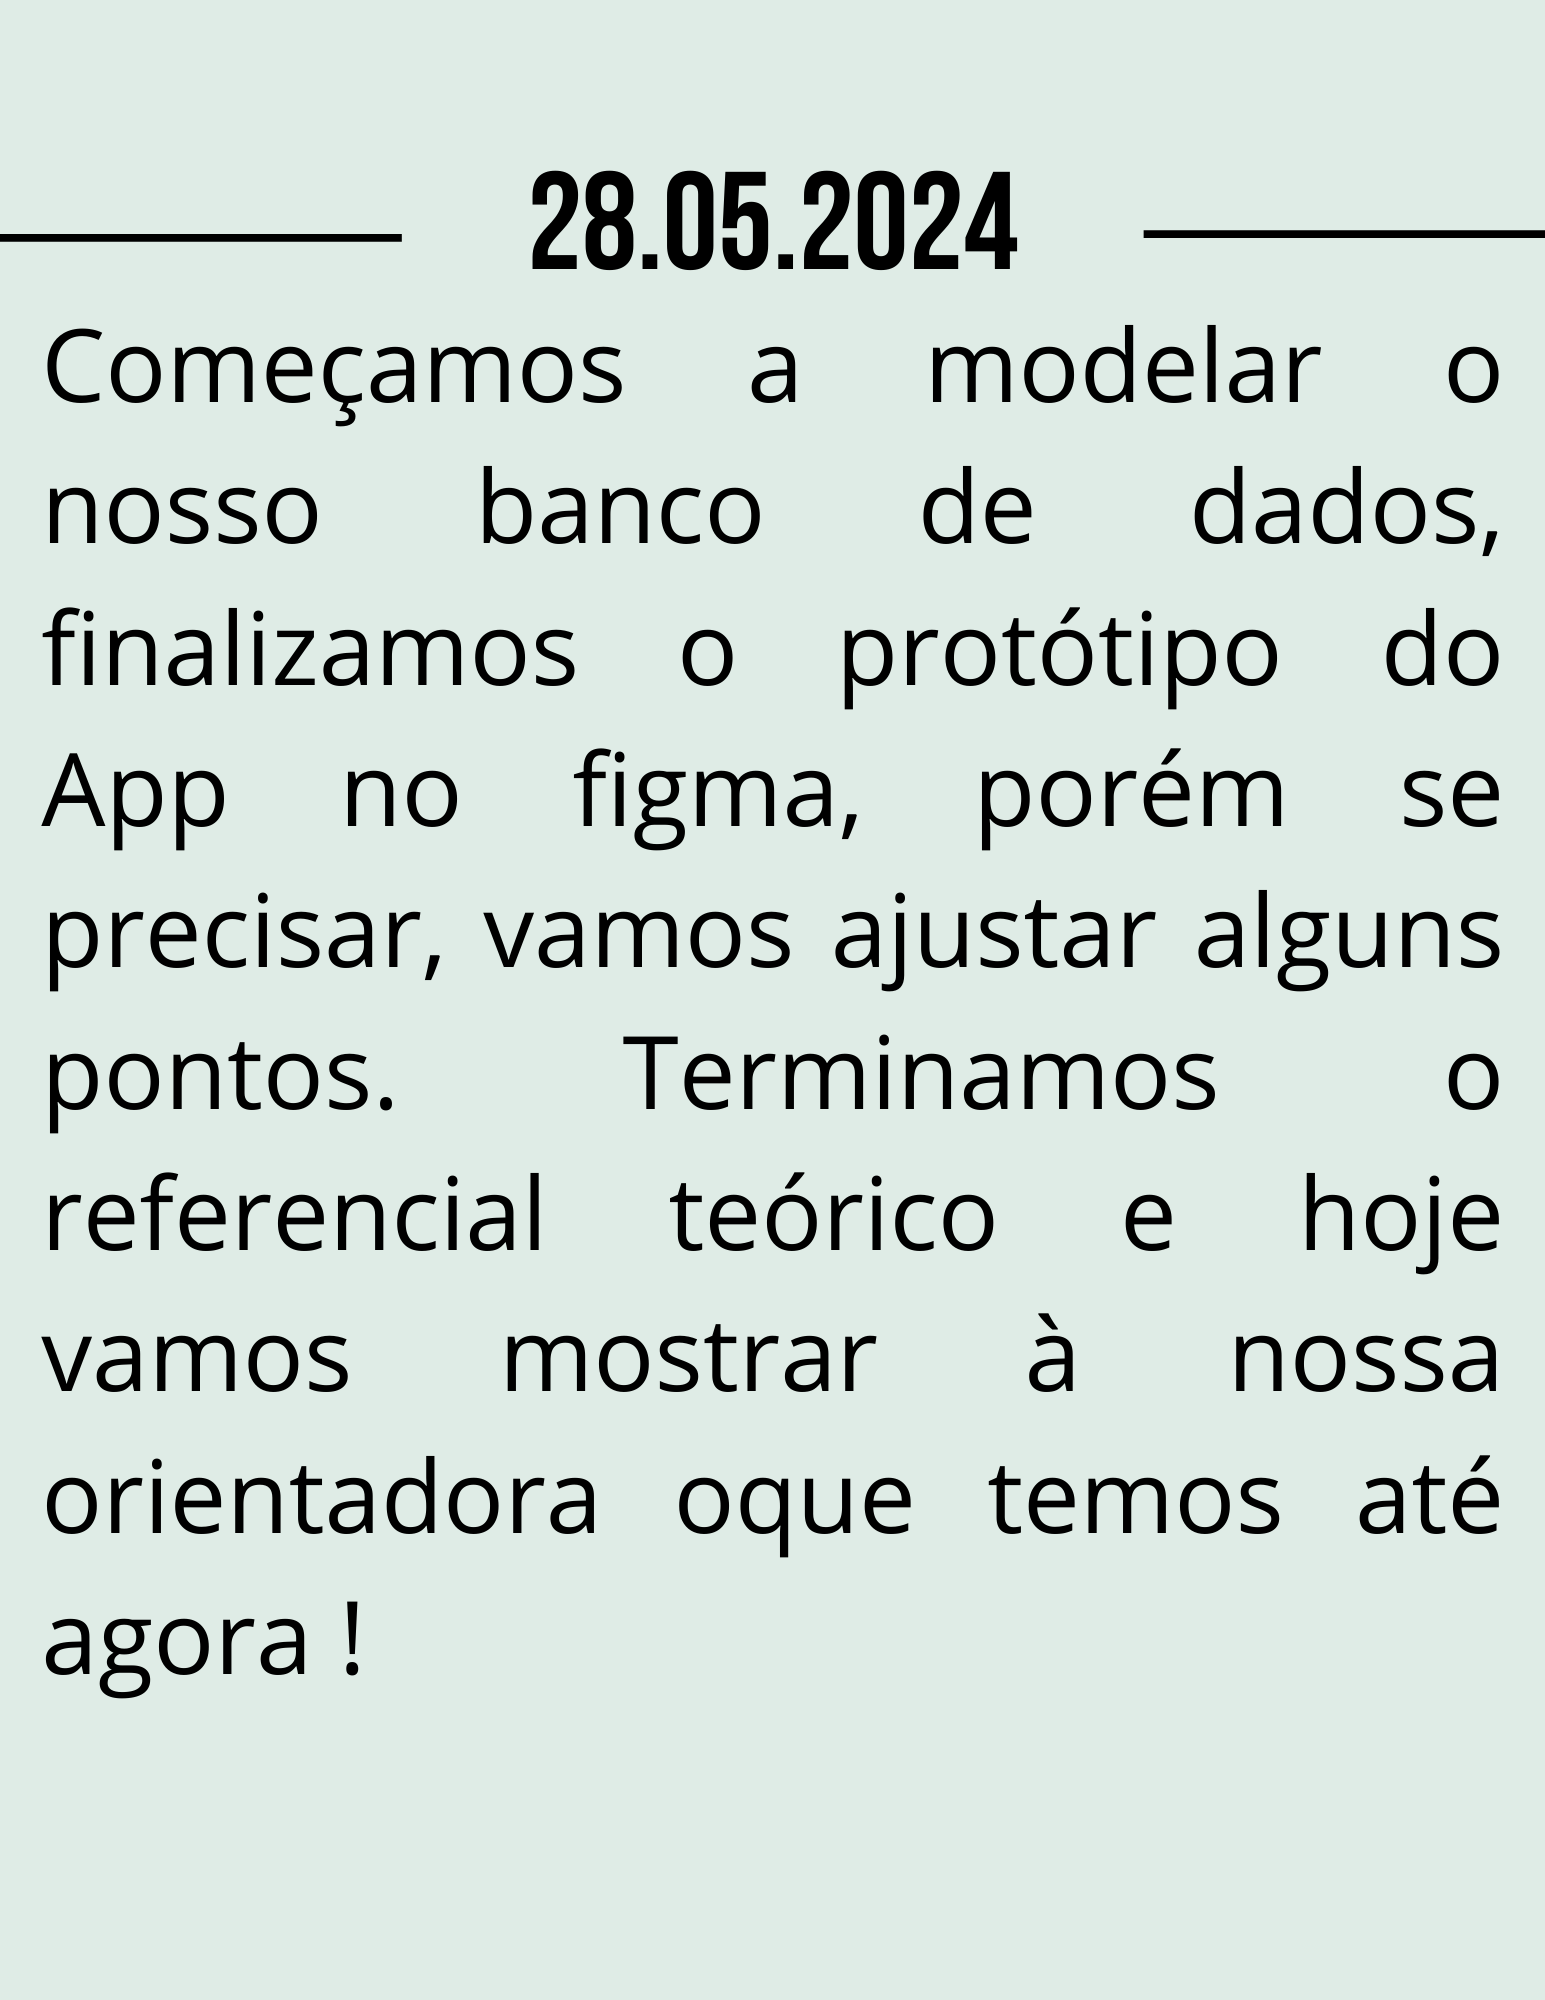 28.05.2024
Começamos a modelar o
nosso banco de dados,
finalizamos o protótipo do
App no figma, porém se
precisar, vamos ajustar alguns
pontos. Terminamos o
referencial teórico e hoje
vamos mostrar à nossa
orientadora oque temos até
agora !